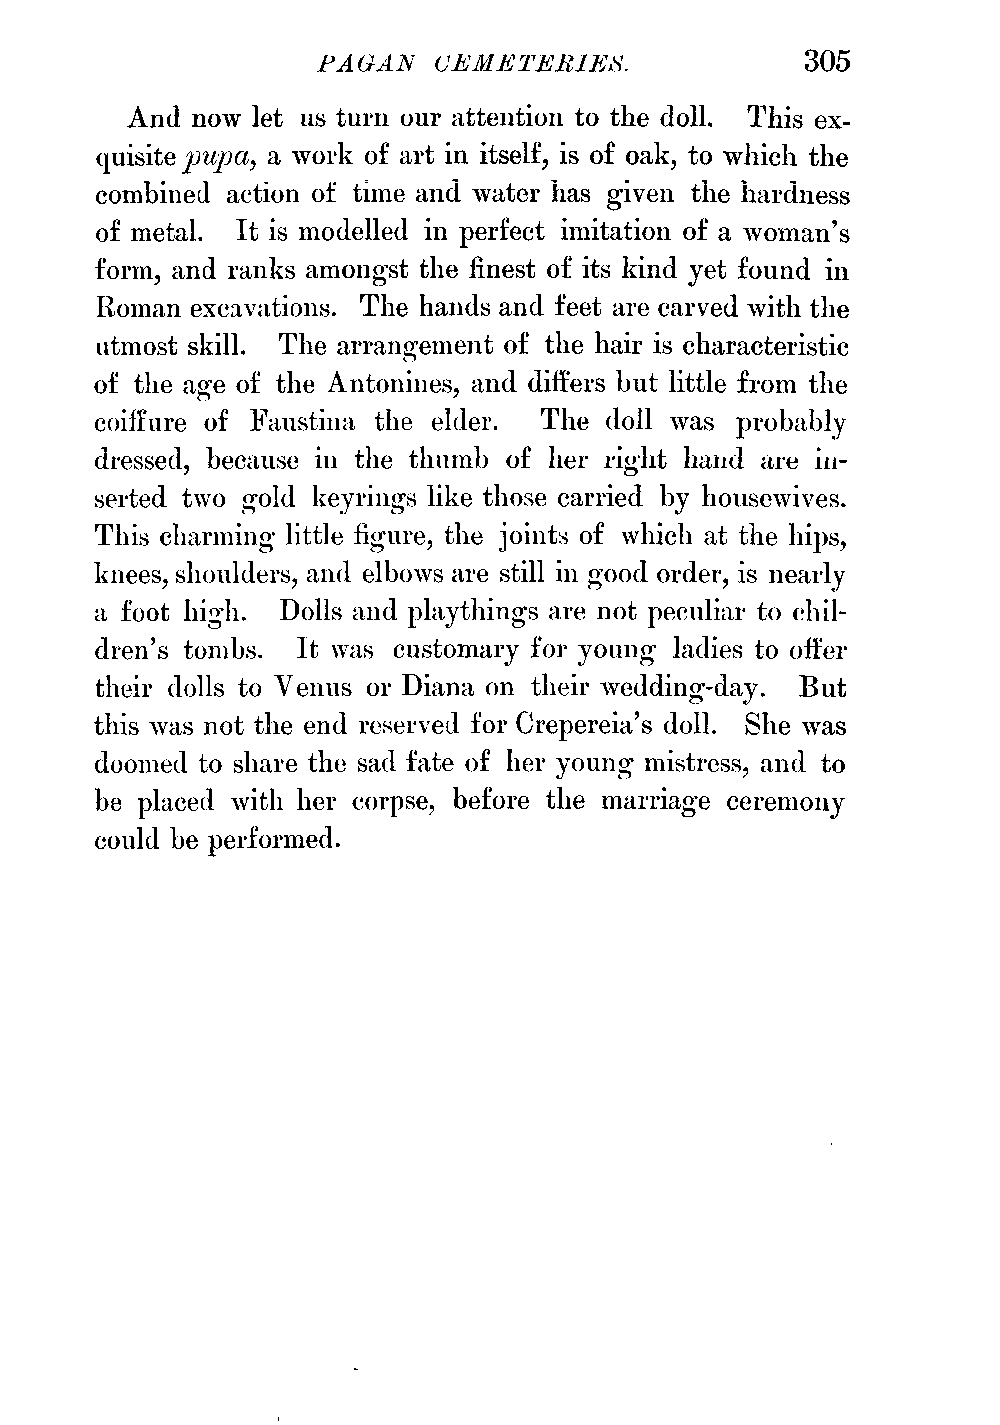 PAGAN CEMETERIES. 305
And now let us turn our attention to the doll. This ex-
quisite pupa, a work of art in itself, is of oak, to which the
combined action of time and water has given the hardness
of metal. It is modelled in perfect imitation of a woman's
form, and ranks amongst the finest of its kind yet found in
Roman excavations. The hands and feet are carved with the
utmost skill. The arrangement of the hair is characteristic
of the age of the Antonines, and differs but little from the
coiffure of Faustina the elder. The doll was probably
dressed, because in the thumb of her right hand are in-
serted two gold keyrings like those carried by housewives.
This charming little figure, the joints of which at the hips,
knees, shoulders, and elbows are still in good order, is nearly
a foot high. Dolls and playthings are not peculiar to chil-
dren's tombs. It was customary for young ladies to offer
their dolls to Venus or Diana on their wedding-day. But
this was not the end reserved for Crepereia's doll. She was
doomed to share the sad fate of her young mistress, and to
be placed with her corpse, before the marriage ceremony
could be performed.